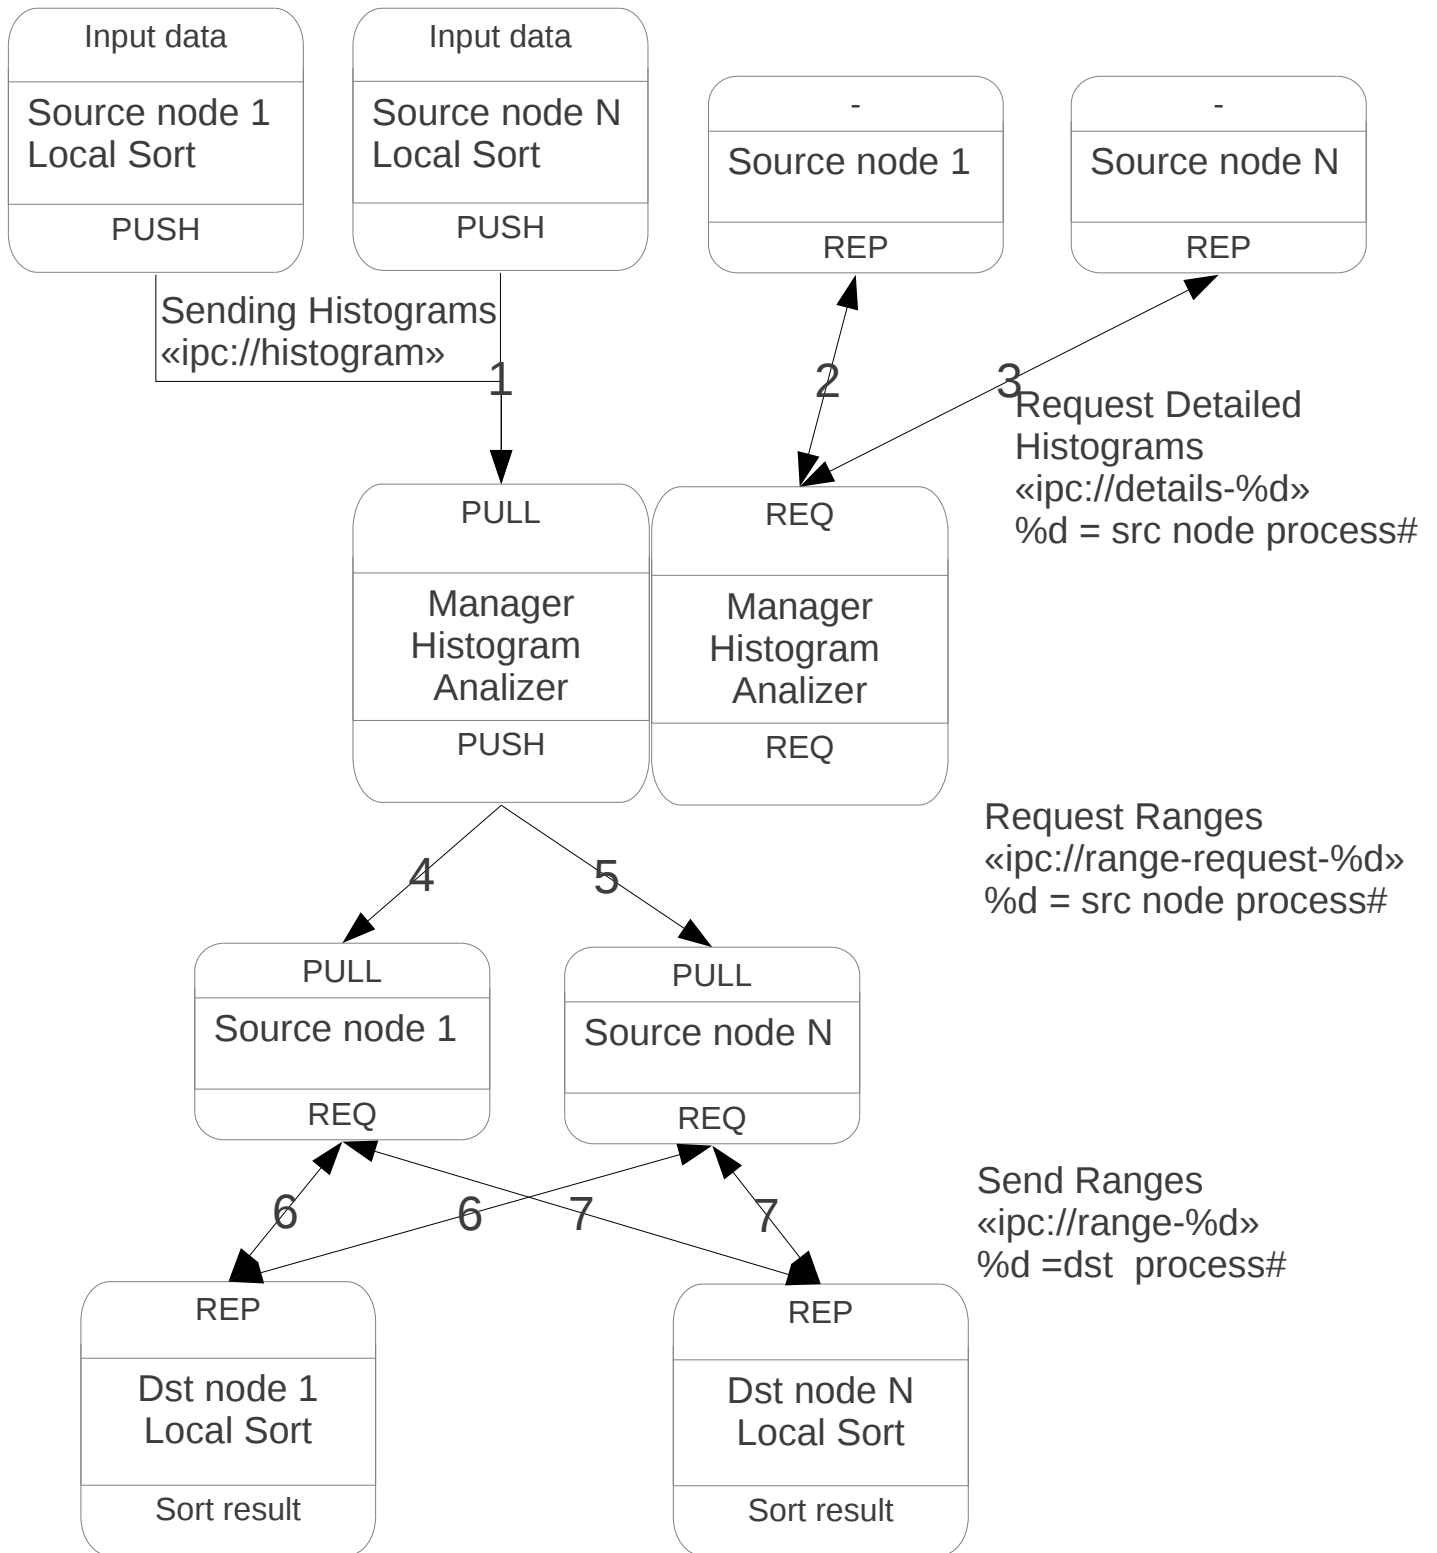 Input data
Source node 1
Local Sort
PUSH
Input data
Source node N
Local Sort
PUSH
-
Source node 1
REP
-
Source node N
REP
Sending Histograms
«ipc://histogram»
1
2
3
Request Detailed
Histograms
«ipc://details-%d»
%d = src node process#
PULL
Manager
Histogram
Analizer
PUSH
REQ
Manager
Histogram
Analizer
REQ
Request Ranges
«ipc://range-request-%d»
%d = src node process#
4
5
PULL
Source node 1
REQ
PULL
Source node N
REQ
6
6
7
7
Send Ranges
«ipc://range-%d»
%d =dst  process#
REP
Dst node 1
Local Sort
Sort result
REP
Dst node N
Local Sort
Sort result